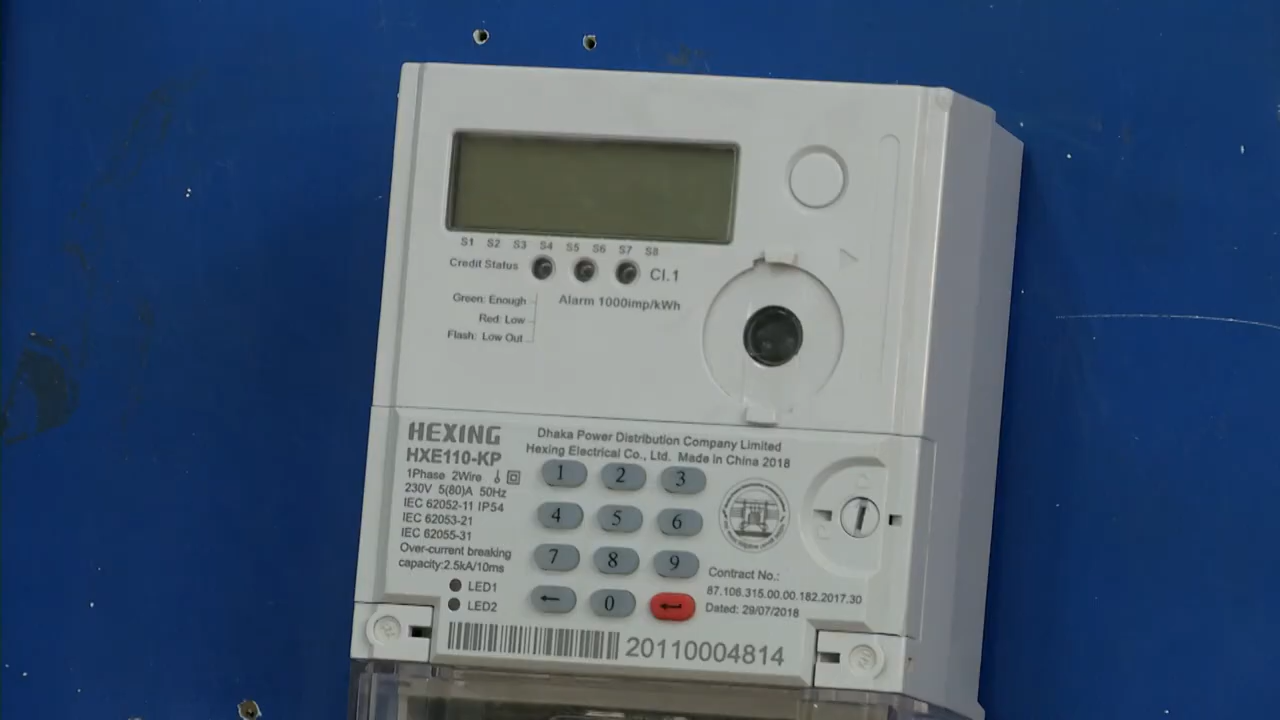 S1 S2 S3 S4 S5 S6 S7 S8
Credit Status
Cl.1
Green: Enough
Alarm 1000imp/kWh
Red: Low
Flash: Low Out
HEXING
HXE110-KP
1Phase 2Wire
230V 5(80)A 50Hz
IEC 62052-11 IP54
IEC 62053-21
IEC 62055-31
Over-current breaking
capacity:2.5kA/10ms
LED1
LED2
Dhaka Power Distribution Company Limited
Hexing Electrical Co., Ltd. Made in China 2018
1 2 3
4 5 6
7 8 9
← 0 ↵
Contract No.:
87.106.315.00.00.182.2017.30
Dated: 29/07/2018
20110004814